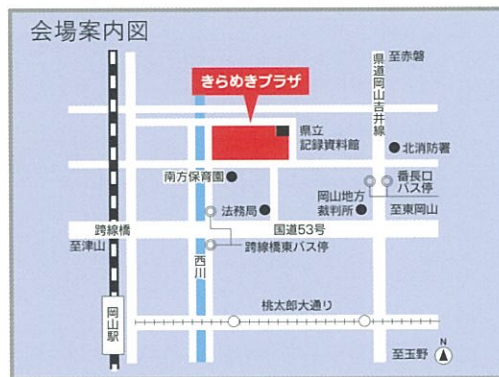 会場案内図
至赤磐
きらめきプラザ
県道岡山吉井線
県立
記録資料館
北消防署
南方保育園
番長口
バス停
岡山地方
裁判所
法務局
至東岡山
跨線橋
国道53号
至津山
跨線橋東バス停
西川
桃太郎大通り
岡山駅
至玉野
N